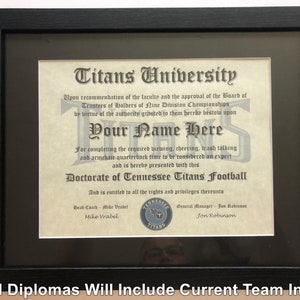 Titans University
Upon recommendation of the faculty and the approval of the Board of
Trustees of Holders of Nine Division Championships
by virtue of the authority granted to them hereby bestow upon
Your Name Here
For completing the required viewing, cheering, trash talking
and armchair quarterback time to be considered an expert
and is hereby presented with this
Doctorate of Tennessee Titans Football
And is entitled to all the rights and privileges thereunto
Head Coach - Mike Vrabel
General Manager - Jon Robinson
Mike Vrabel
Jon Robinson
TENNESSEE
TITANS
Diplomas Will Include Current Team In